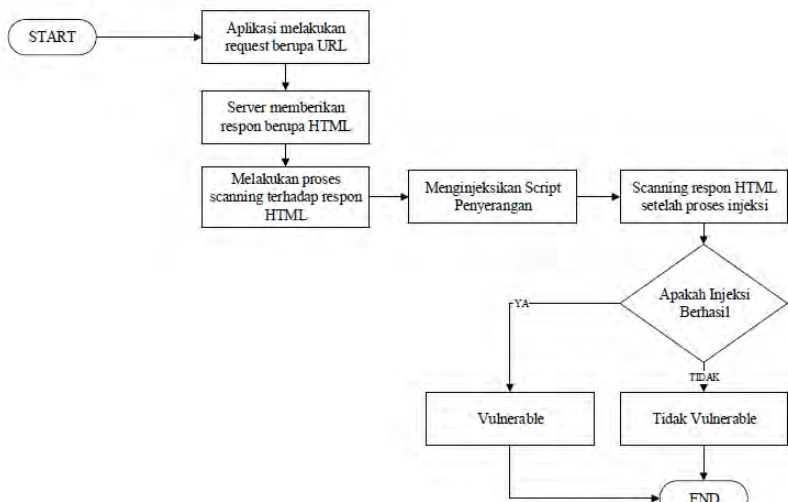 START
Aplikasi melakukan
request berupa URL
Server memberikan
respon berupa HTML
Melakukan proses
scanning terhadap respon
HTML
Menginjeksikan Script
Penyerangan
Scanning respon HTML
setelah proses injeksi
Apakah Injeksi
Berhasil
YA
TIDAK
Vulnerable
Tidak Vulnerable
END